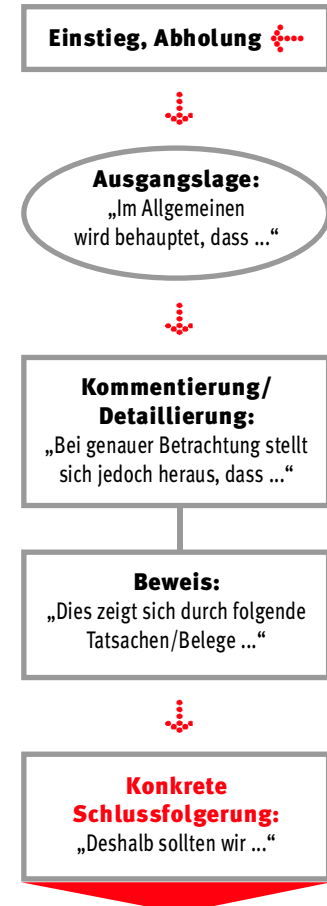 Einstieg, Abholung
Ausgangslage:
„Im Allgemeinen
wird behauptet, dass ...“
Kommentierung/
Detaillierung:
„Bei genauer Betrachtung stellt
sich jedoch heraus, dass ...“
Beweis:
„Dies zeigt sich durch folgende
Tatsachen/Belege ...“
Konkrete
Schlussfolgerung:
„Deshalb sollten wir ...“